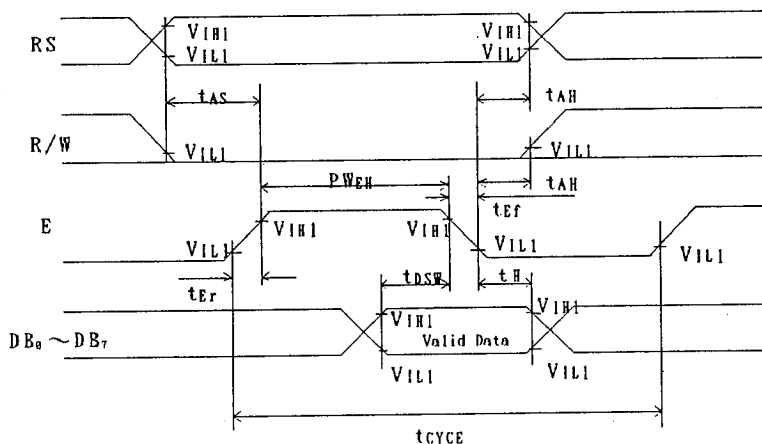 RS
VIH1
VIL1
VIH1
VIL1
tAS
tAH
R/W
VIL1
VIL1
PWEH
tAH
tEf
E
VIH1
VIH1
VIL1
VIL1
VIL1
tEr
tDSW
tH
DB0 ~ DB7
VIH1
Valid Data
VIH1
VIL1
VIL1
tCYCE